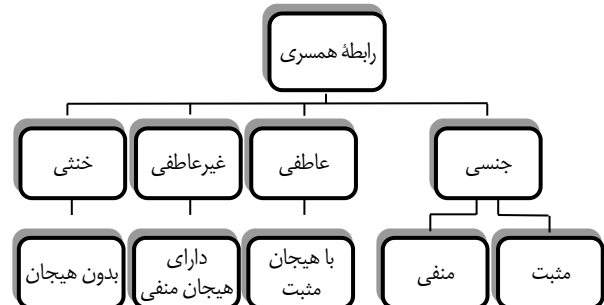 رابطهٔ همسری
جنسی
عاطفی
غیرعاطفی
خنثی
مثبت
منفی
با هیجان
مثبت
دارای
هیجان منفی
بدون هیجان